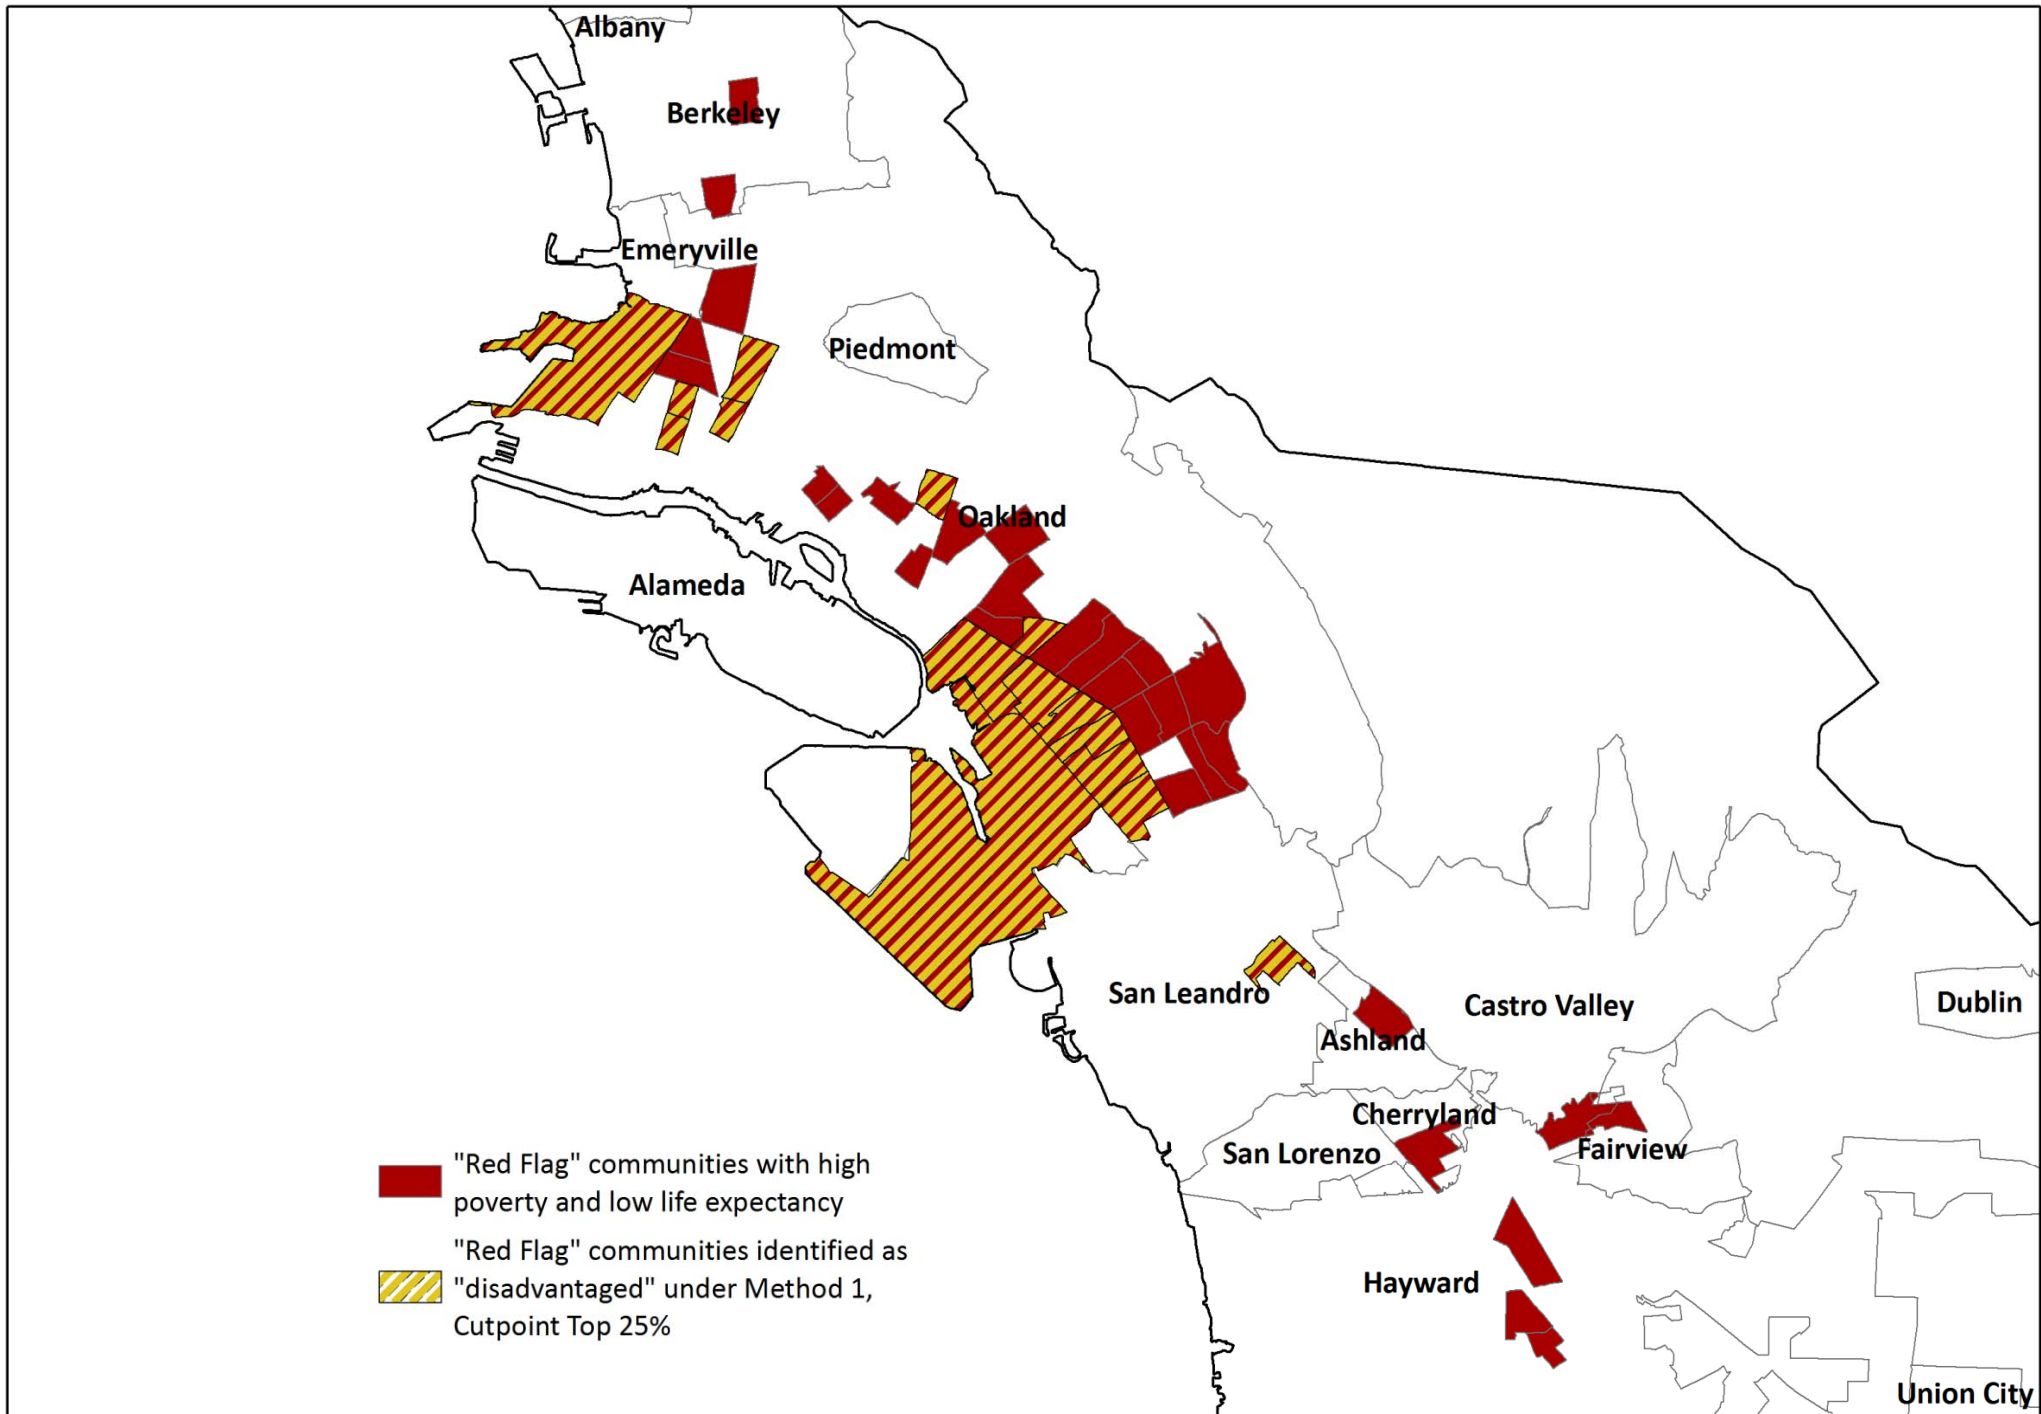 Albany
Berkeley
Emeryville
Piedmont
Oakland
Alameda
San Leandro
Castro Valley
Dublin
Ashland
Cherryland
San Lorenzo
Fairview
"Red Flag" communities with high
poverty and low life expectancy
"Red Flag" communities identified as
"disadvantaged" under Method 1,
Cutpoint Top 25%
Hayward
Union City